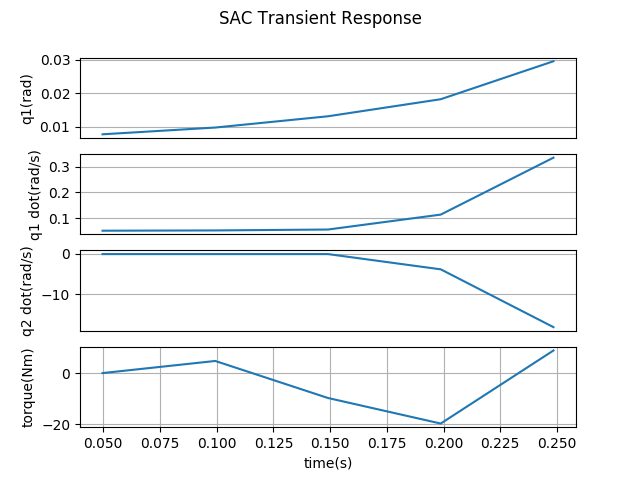 SAC Transient Response
q1(rad)
0.03
0.02
0.01
q1 dot(rad/s)
0.3
0.2
0.1
q2 dot(rad/s)
0
−10
torque(Nm)
0
−20
0.050 0.075 0.100 0.125 0.150 0.175 0.200 0.225 0.250
time(s)